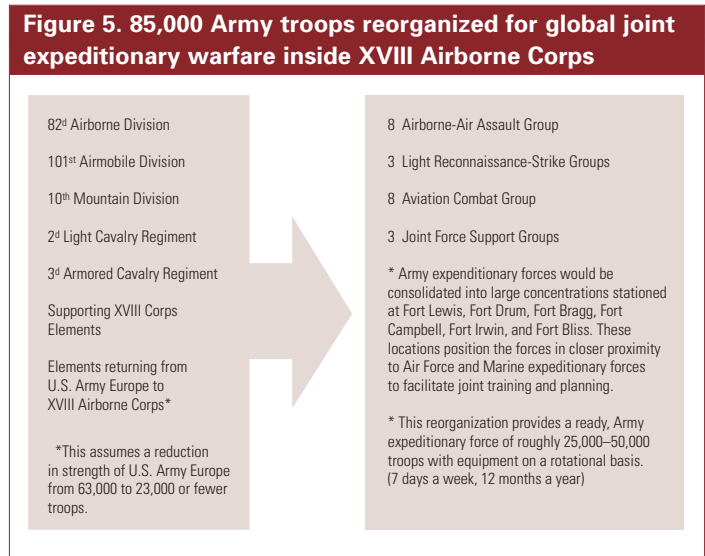 Figure 5. 85,000 Army troops reorganized for global joint
expeditionary warfare inside XVIII Airborne Corps
82d Airborne Division
101st Airmobile Division
10th Mountain Division
2d Light Cavalry Regiment
3d Armored Cavalry Regiment
Supporting XVIII Corps
Elements
Elements returning from
U.S. Army Europe to
XVIII Airborne Corps*
*This assumes a reduction
in strength of U.S. Army Europe
from 63,000 to 23,000 or fewer
troops.
8 Airborne-Air Assault Group
3 Light Reconnaissance-Strike Groups
8 Aviation Combat Group
3 Joint Force Support Groups
* Army expenditionary forces would be
consolidated into large concentrations stationed
at Fort Lewis, Fort Drum, Fort Bragg, Fort
Campbell, Fort Irwin, and Fort Bliss. These
locations position the forces in closer proximity
to Air Force and Marine expeditionary forces
to facilitate joint training and planning.
* This reorganization provides a ready, Army
expeditionary force of roughly 25,000–50,000
troops with equipment on a rotational basis.
(7 days a week, 12 months a year)